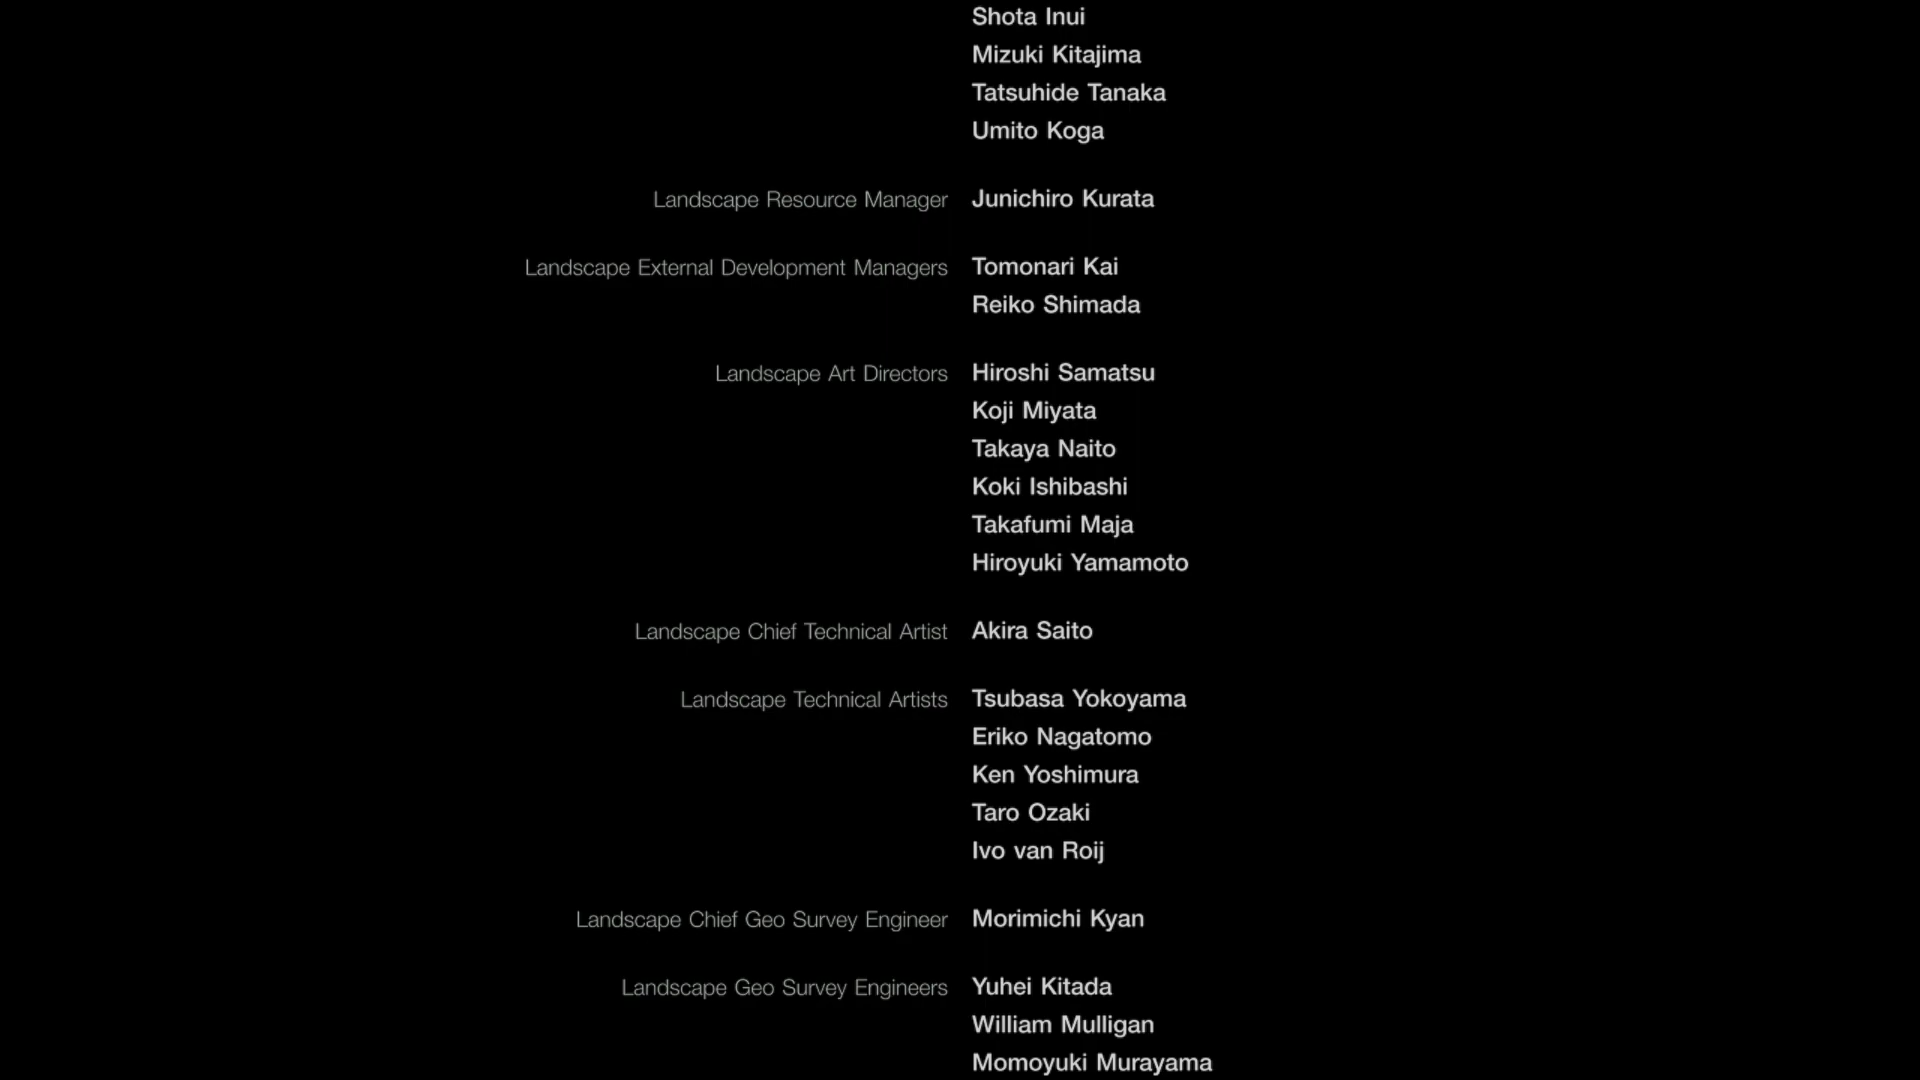 Shota Inui
Mizuki Kitajima
Tatsuhide Tanaka
Umito Koga
Landscape Resource Manager Junichiro Kurata
Landscape External Development Managers Tomonari Kai
Reiko Shimada
Landscape Art Directors Hiroshi Samatsu
Koji Miyata
Takaya Naito
Koki Ishibashi
Takafumi Maja
Hiroyuki Yamamoto
Landscape Chief Technical Artist Akira Saito
Landscape Technical Artists Tsubasa Yokoyama
Eriko Nagatomo
Ken Yoshimura
Taro Ozaki
Ivo van Roij
Landscape Chief Geo Survey Engineer Morimichi Kyan
Landscape Geo Survey Engineers Yuhei Kitada
William Mulligan
Momoyuki Murayama